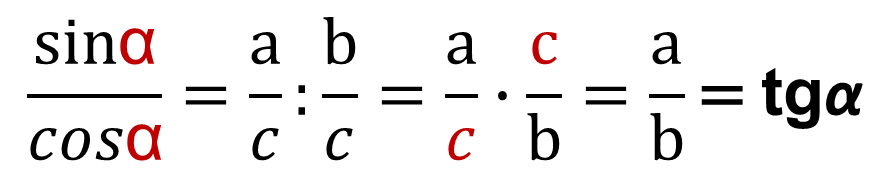 sinα/cosα = a/c : b/c = a/c · c/b = a/b = tgα